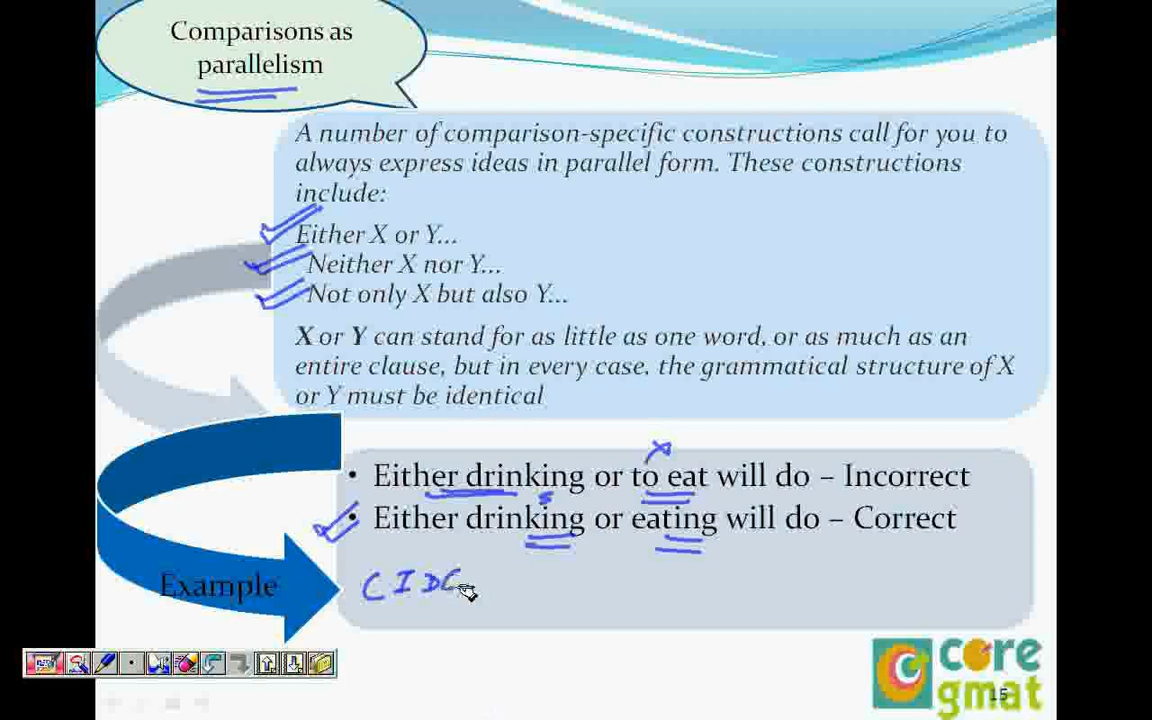 Comparisons as
parallelism
A number of comparison-specific constructions call for you to
always express ideas in parallel form. These constructions
include:
Either X or Y...
Neither X nor Y...
Not only X but also Y...
X or Y can stand for as little as one word, or as much as an
entire clause, but in every case, the grammatical structure of X
or Y must be identical
• Either drinking or to eat will do – Incorrect
• Either drinking or eating will do – Correct
Example
C I D C
core
gmat
15